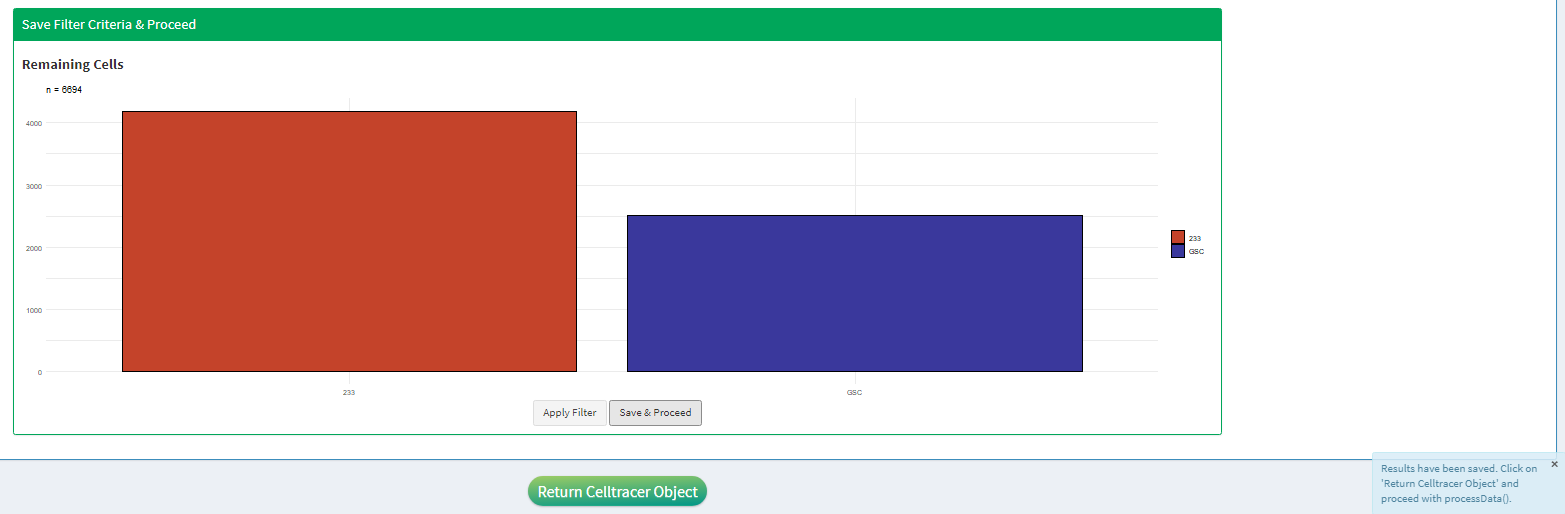 Save Filter Criteria & Proceed
Remaining Cells
n = 6694
4000
3000
2000
1000
0
233
GSC
233
GSC
Apply Filter
Save & Proceed
Return Celltracer Object
Results have been saved. Click on
'Return Celltracer Object' and
proceed with processData().
×